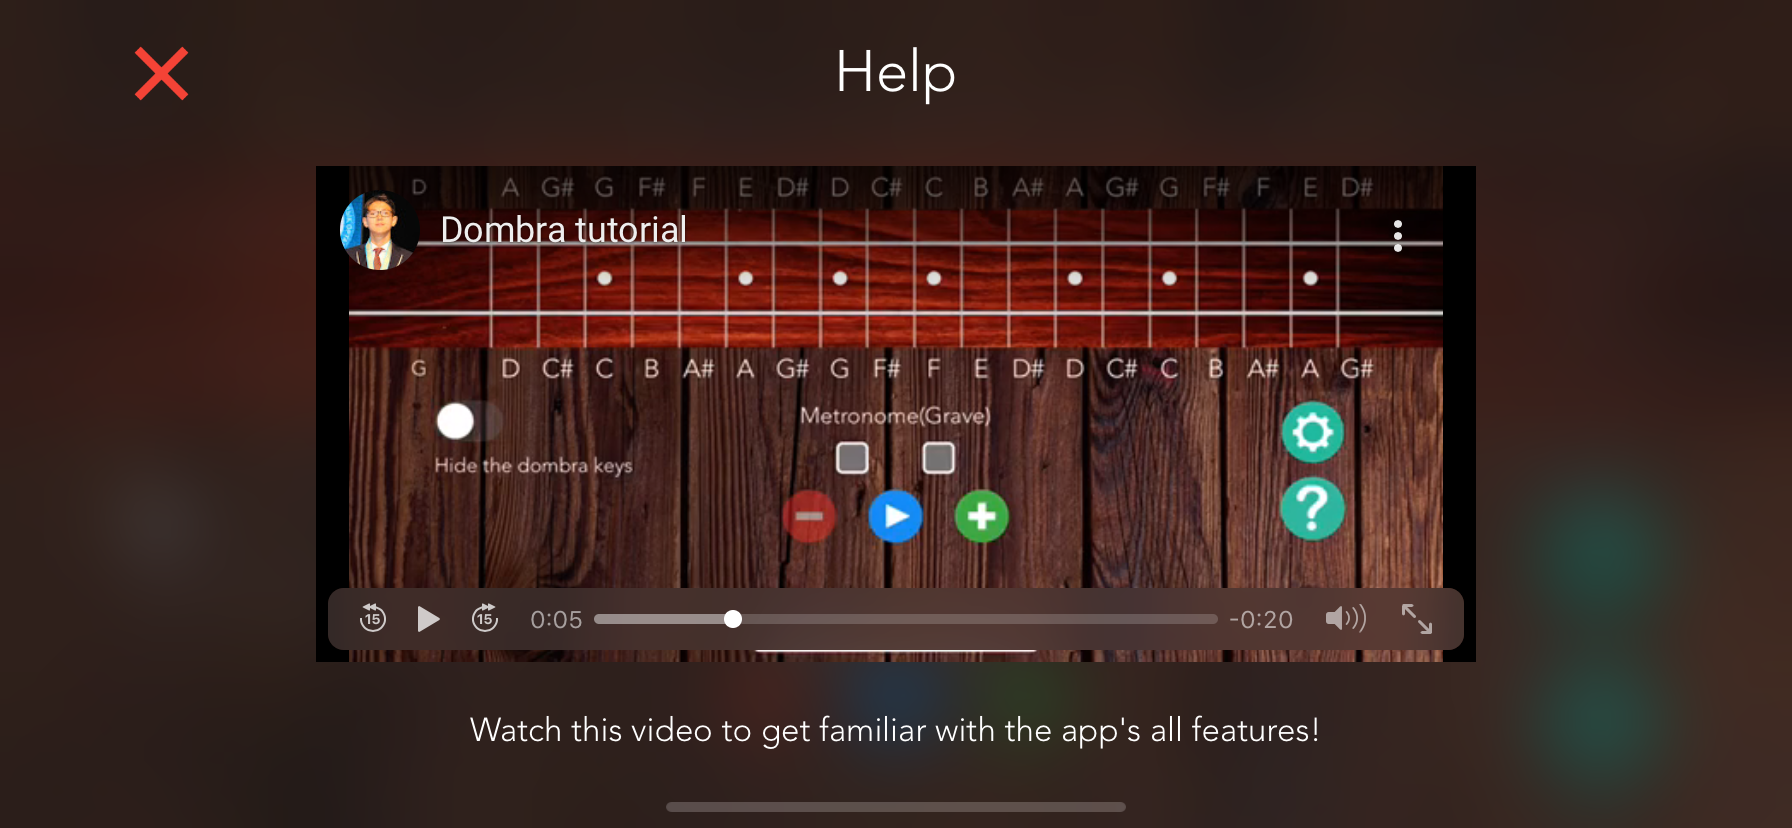 Help
D A G# G F# F E D# D C# C B A# A G# G F# F E D#
Dombra tutorial
G D C# C B A# A G# G F# F E D# D C# C B A# A G#
Metronome(Grave)
Hide the dombra keys
?
15 15 0:05 -0:20
Watch this video to get familiar with the app's all features!